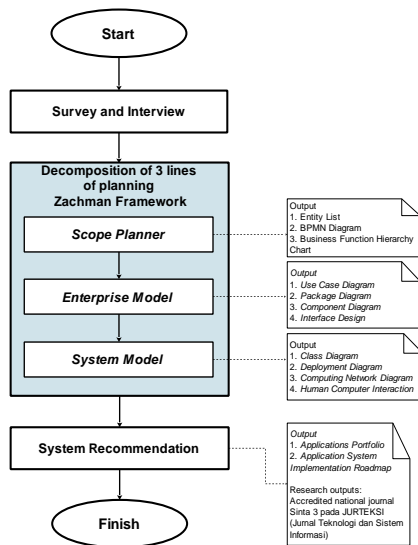 Start
Survey and Interview
Decomposition of 3 lines
of planning
Zachman Framework
Scope Planner
Output
1. Entity List
2. BPMN Diagram
3. Business Function Hierarchy
Chart
Enterprise Model
Output
1. Use Case Diagram
2. Package Diagram
3. Component Diagram
4. Interface Design
System Model
Output
1. Class Diagram
2. Deployment Diagram
3. Computing Network Diagram
4. Human Computer Interaction
System Recommendation
Output
1. Applications Portfolio
2. Application System
Implementation Roadmap
Research outputs:
Accredited national journal
Sinta 3 pada JURTEKSI
(Jurnal Teknologi dan Sistem
Informasi)
Finish